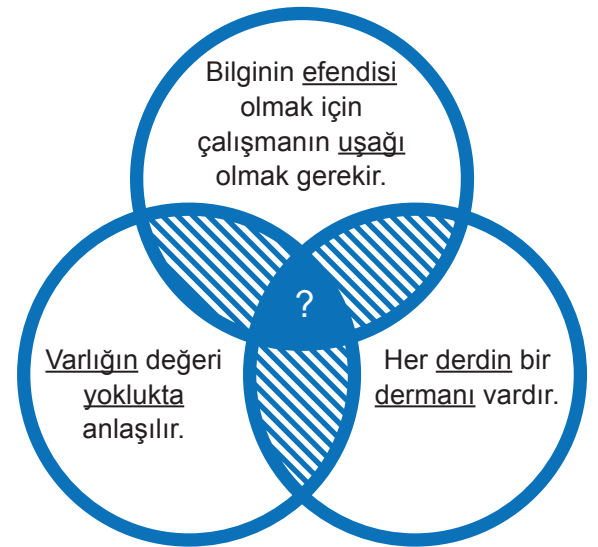 Bilginin efendisi
olmak için
çalışmanın uşağı
olmak gerekir.
?
Varlığın değeri
yoklukta
anlaşılır.
Her derdin bir
dermanı vardır.